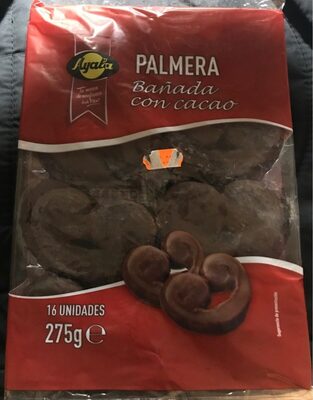 Ayala
PALMERA
Bañada
con cacao
16 UNIDADES
275g e